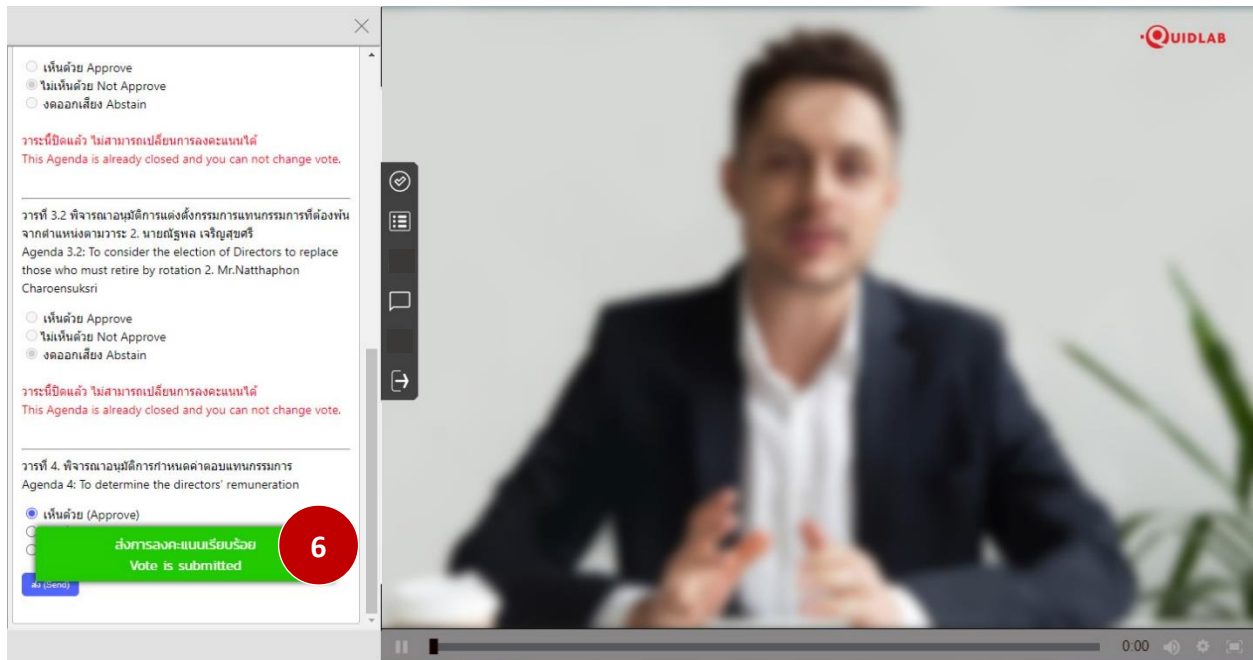 QUIDLAB
เห็นด้วย Approve
ไม่เห็นด้วย Not Approve
งดออกเสียง Abstain
วาระนี้ปิดแล้ว ไม่สามารถเปลี่ยนการลงคะแนนได้
This Agenda is already closed and you can not change vote.
วารที่ 3.2 พิจารณาอนุมัติการแต่งตั้งกรรมการแทนกรรมการที่ต้องพ้น
จากตำแหน่งตามวาระ 2. นายณัฐพล เจริญสุขศรี
Agenda 3.2: To consider the election of Directors to replace
those who must retire by rotation 2. Mr.Natthaphon
Charoensuksri
เห็นด้วย Approve
ไม่เห็นด้วย Not Approve
งดออกเสียง Abstain
วาระนี้ปิดแล้ว ไม่สามารถเปลี่ยนการลงคะแนนได้
This Agenda is already closed and you can not change vote.
วารที่ 4. พิจารณาอนุมัติการกำหนดค่าตอบแทนกรรมการ
Agenda 4: To determine the directors' remuneration
เห็นด้วย (Approve)
ส่งการลงคะแนนเรียบร้อย
Vote is submitted
6
ส่ง (Send)
0:00